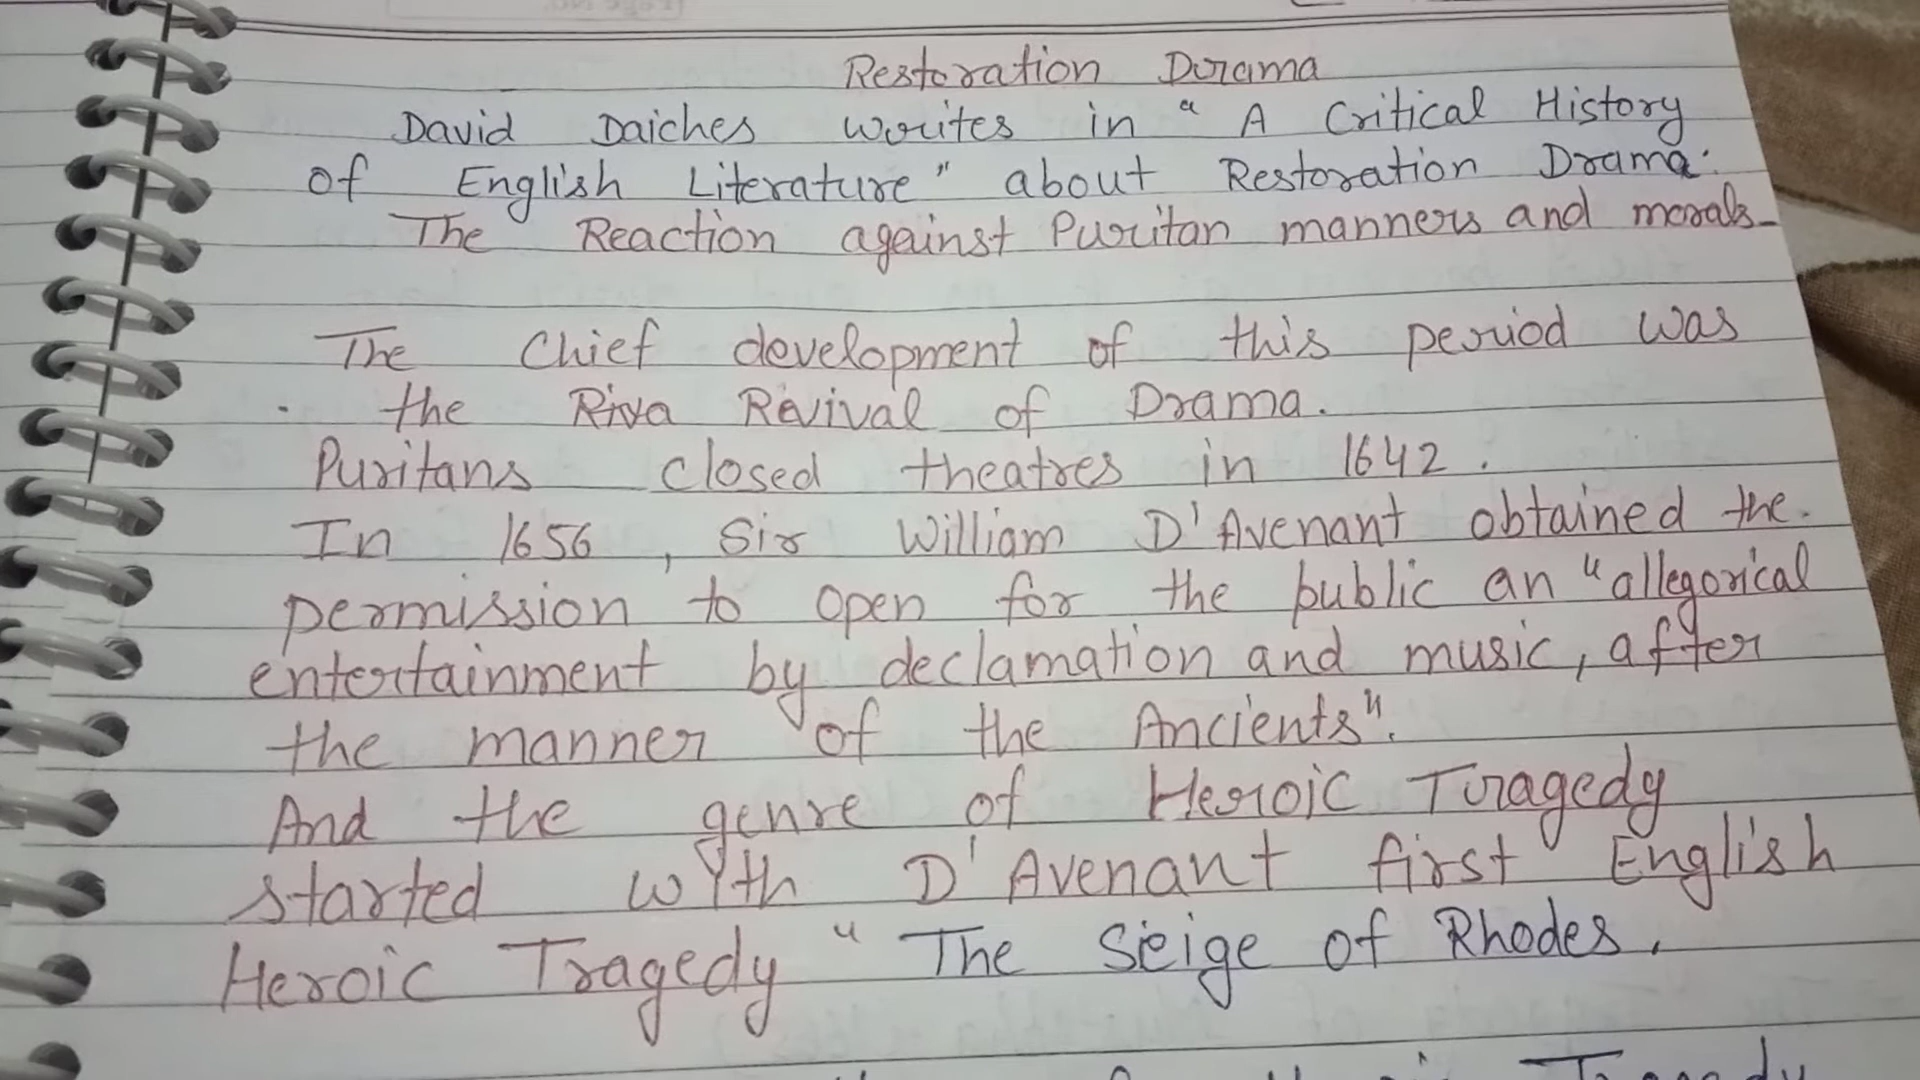 Restoration Drama
David Daiches writes in "A Critical History
of English Literature" about Restoration Drama.
The Reaction against Puritan manners and morals-
The Chief development of this period was
the Riva Revival of Drama.
Puritans closed theatres in 1642.
In 1656, Sir William D'Avenant obtained the
permission to open for the public an "allegorical
entertainment by declamation and music, after
the manner of the Ancients".
And the genre of Heroic Tragedy
started with D'Avenant first English
Heroic Tragedy "The Seige of Rhodes.
Tragedy